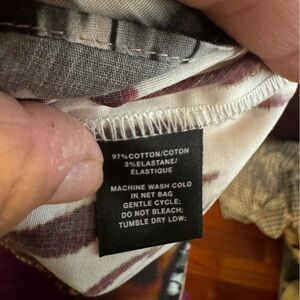 97%COTTON/COTON
3%ELASTANE/
ÉLASTIQUE
MACHINE WASH COLD
IN NET BAG
GENTLE CYCLE;
DO NOT BLEACH;
TUMBLE DRY LOW;